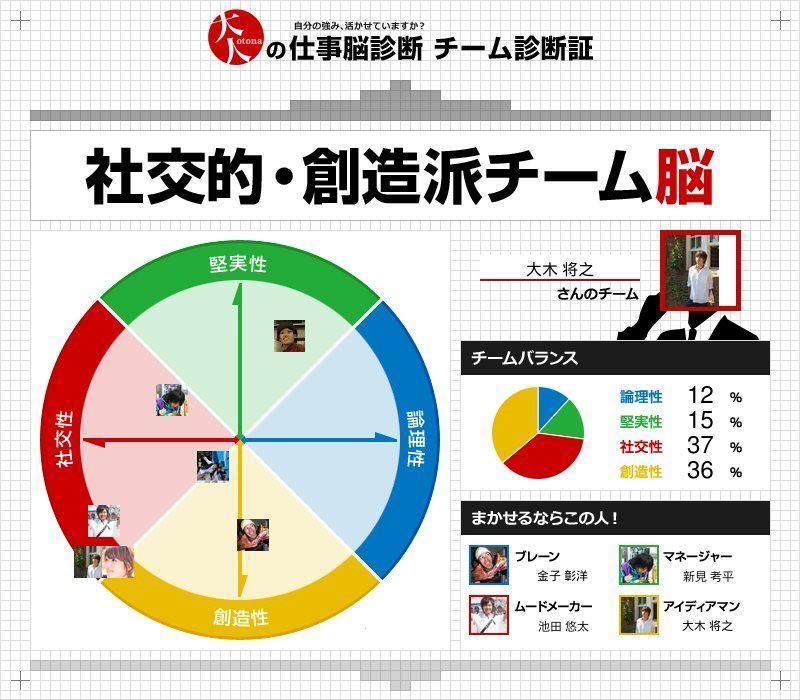 自分の強み、活かせていますか？
大人 otona の仕事脳診断 チーム診断証
社交的・創造派チーム脳
堅実性
論理性
社交性
創造性
大木 将之
さんのチーム
チームバランス
論理性 12 %
堅実性 15 %
社交性 37 %
創造性 36 %
まかせるならこの人！
ブレーン
金子 彰洋
マネージャー
新見 考平
ムードメーカー
池田 悠太
アイディアマン
大木 将之